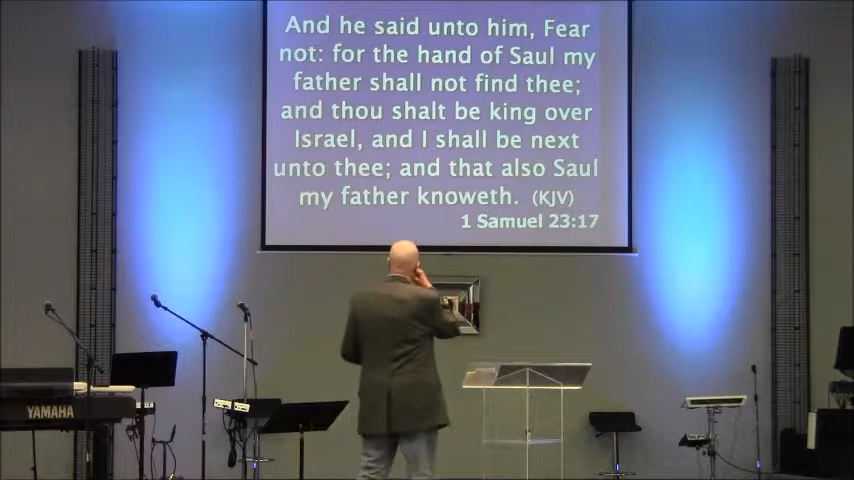 And he said unto him, Fear
not: for the hand of Saul my
father shall not find thee;
and thou shalt be king over
Israel, and I shall be next
unto thee; and that also Saul
my father knoweth. (KJV)
1 Samuel 23:17
YAMAHA